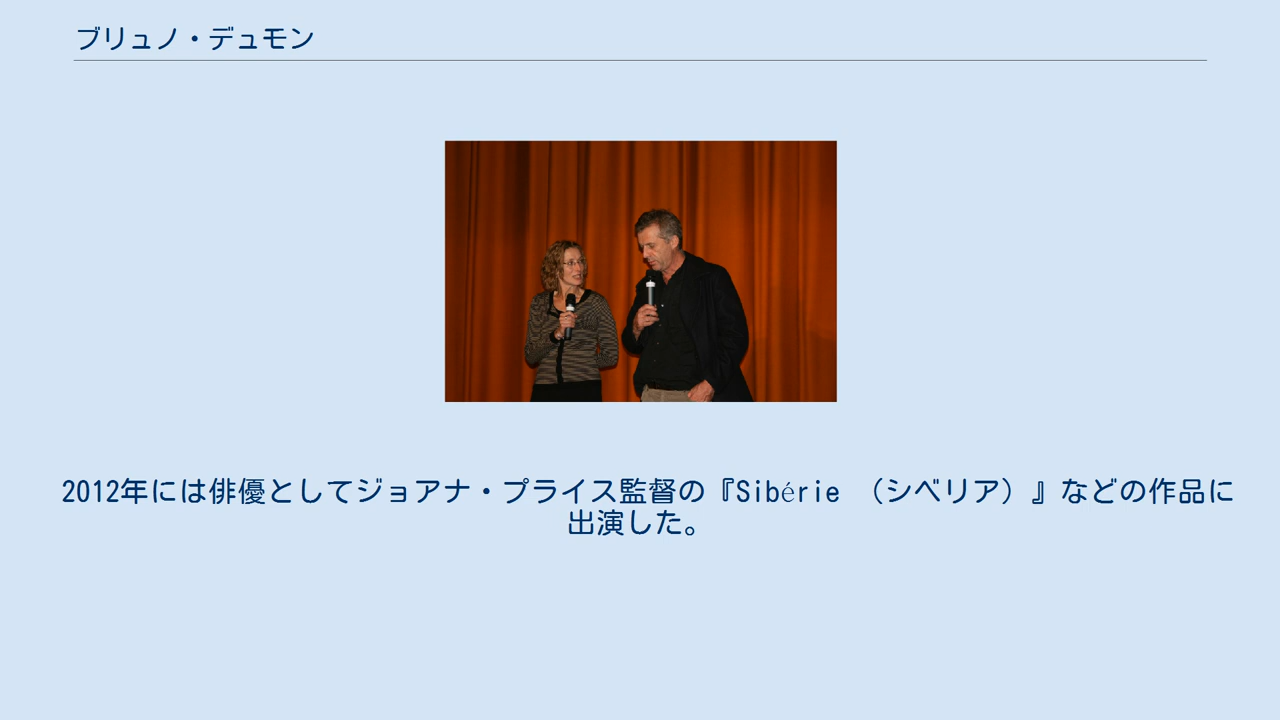 ブリュノ・デュモン
2012年には俳優としてジョアナ・プライス監督の『Sibérie （シベリア）』などの作品に
出演した。